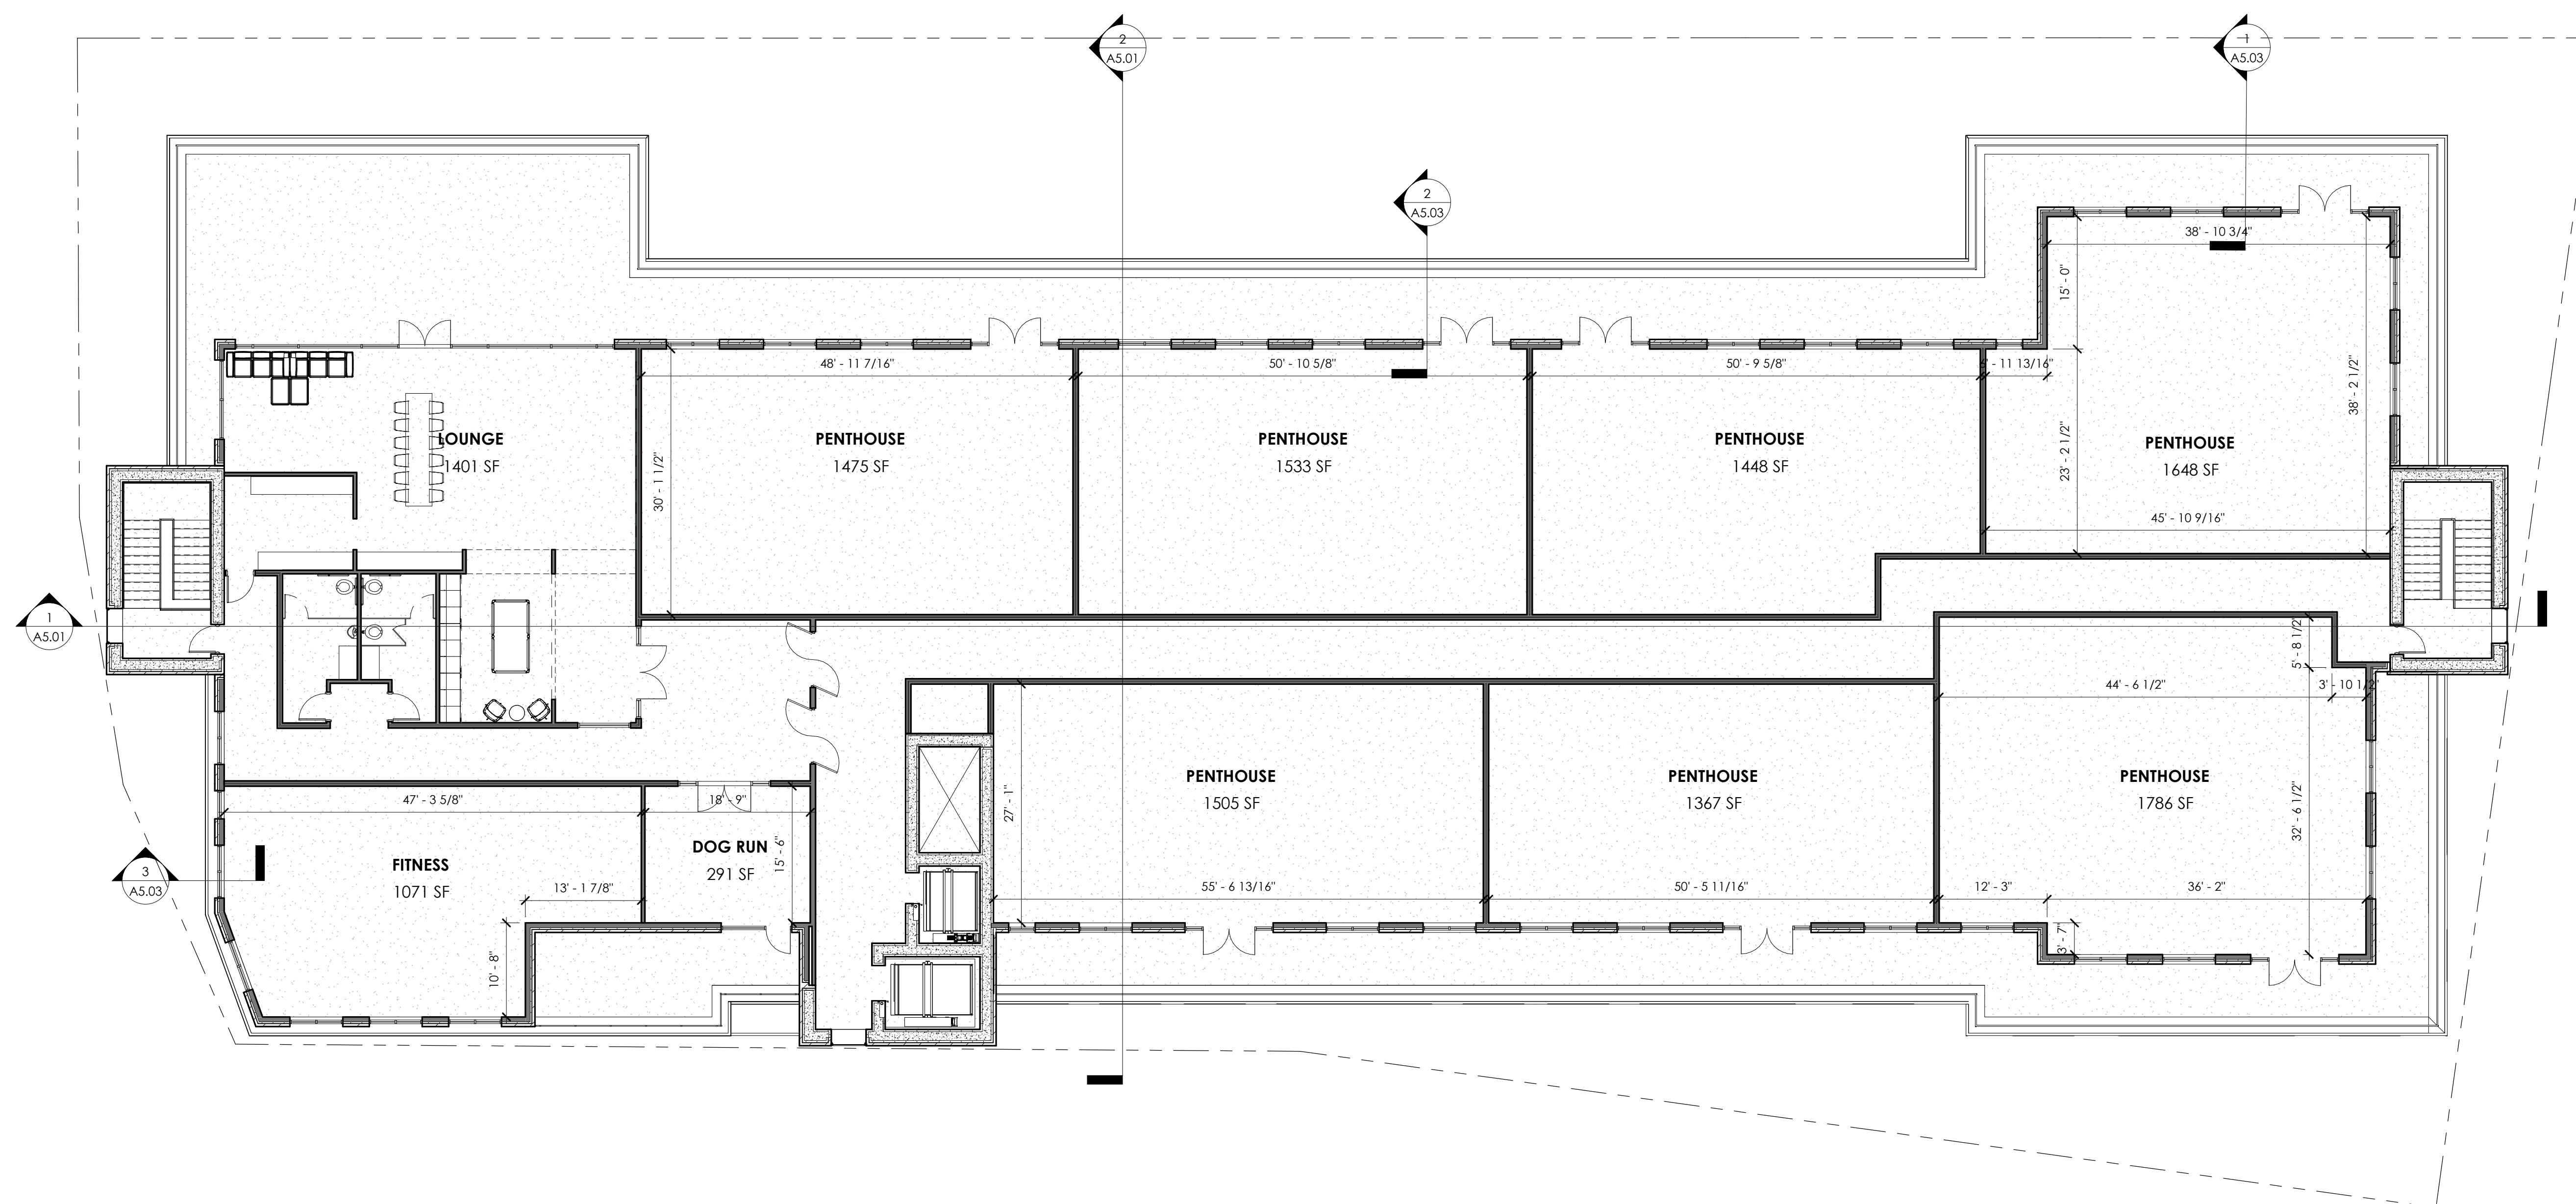 2
A5.01
1
A5.03
2
A5.03
38' - 10 3/4"
15' - 0"
48' - 11 7/16"
50' - 10 5/8"
50' - 9 5/8"
- 11 13/16"
38' - 2 1/2"
LOUNGE
1401 SF
PENTHOUSE
1475 SF
PENTHOUSE
1533 SF
PENTHOUSE
1448 SF
PENTHOUSE
1648 SF
30' - 1 1/2"
23' - 2 1/2"
45' - 10 9/16"
1
A5.01
5' - 8 1/2"
44' - 6 1/2"
3' - 10 1/2"
PENTHOUSE
1505 SF
PENTHOUSE
1367 SF
PENTHOUSE
1786 SF
27' - 1"
32' - 6 1/2"
47' - 3 5/8"
18' - 9"
15' - 6"
DOG RUN
291 SF
FITNESS
1071 SF
3
A5.03
13' - 1 7/8"
55' - 6 13/16"
50' - 5 11/16"
12' - 3"
36' - 2"
3' - 7"
10' - 8"